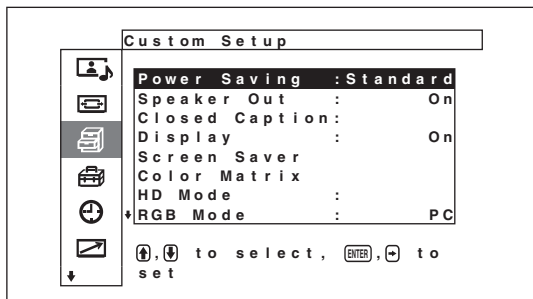 Custom Setup
Power Saving :Standard
Speaker Out : On
Closed Caption:
Display : On
Screen Saver
Color Matrix
HD Mode :
RGB Mode : PC
↑,↓ to select, ENTER,→ to
set